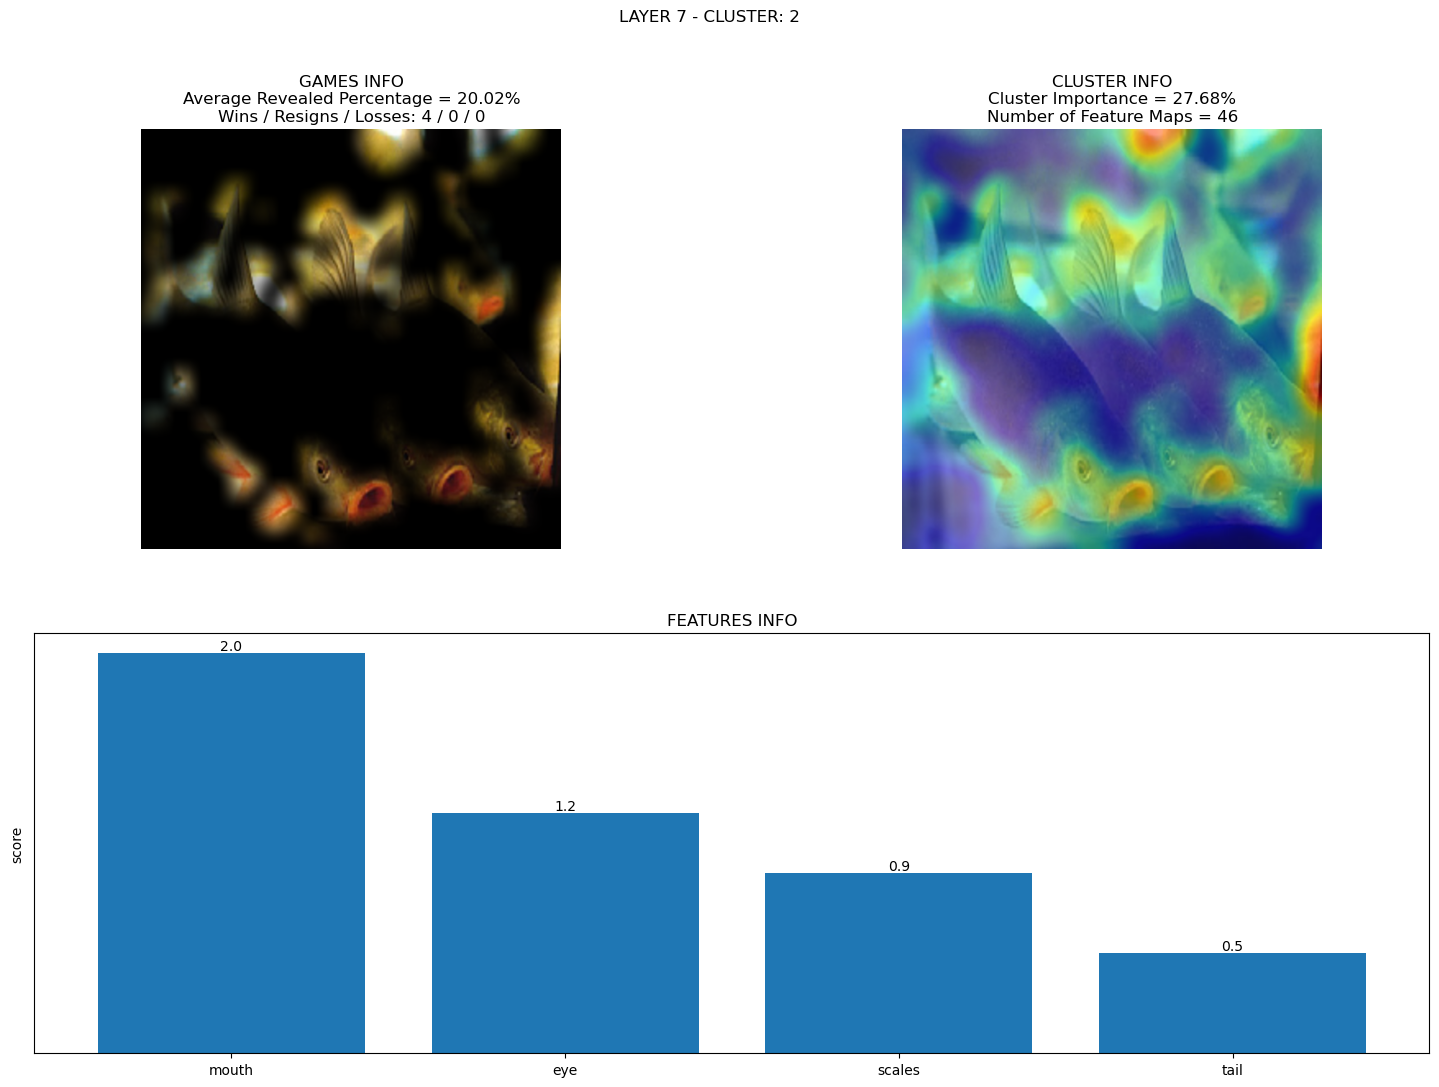 LAYER 7 - CLUSTER: 2
GAMES INFO
Average Revealed Percentage = 20.02%
Wins / Resigns / Losses: 4 / 0 / 0
CLUSTER INFO
Cluster Importance = 27.68%
Number of Feature Maps = 46
FEATURES INFO
score
2.0
1.2
0.9
0.5
mouth
eye
scales
tail